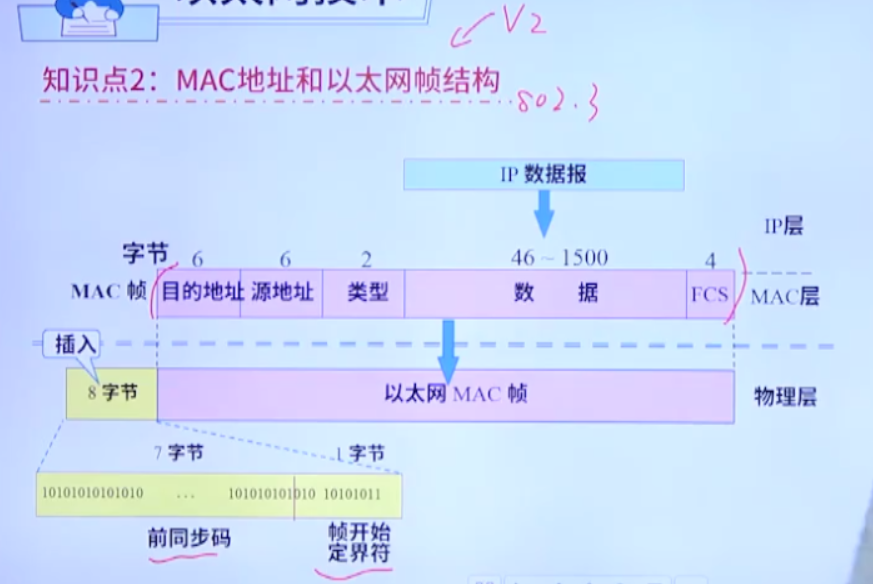 V2
知识点2：MAC地址和以太网帧结构
802.3
IP 数据报
IP层
字节 6 6 2 46 ~ 1500 4
MAC 帧 目的地址 源地址 类型 数 据 FCS MAC层
插入
8 字节 以太网 MAC 帧 物理层
7 字节 1 字节
10101010101010 ... 101010101010 10101011
前同步码 帧开始
定界符